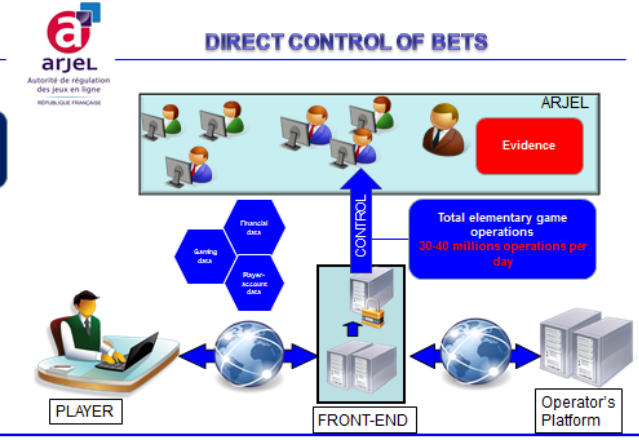 arjeL
Autorité de régulation
des jeux en ligne
RÉPUBLIQUE FRANÇAISE
DIRECT CONTROL OF BETS
ARJEL
Evidence
CONTROL
Total elementary game
operations
30-40 millions operations per
day
Financial
data
Gaming
data
Player-
account
data
PLAYER
FRONT-END
Operator's
Platform